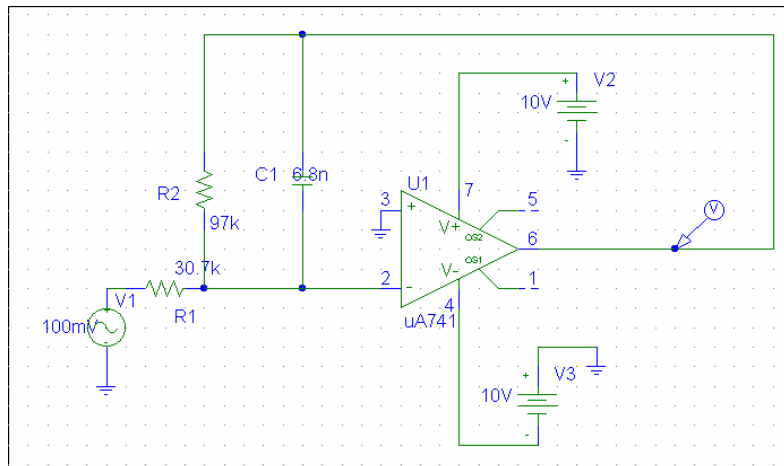 +
V2
10V
-
C1
6.8n
U1
7
5
R2
3
+
V+
OS2
97k
6
V
30.7k
V-
OS1
2
-
1
V1
+
R1
4
100mV
uA741
-
+
V3
10V
-